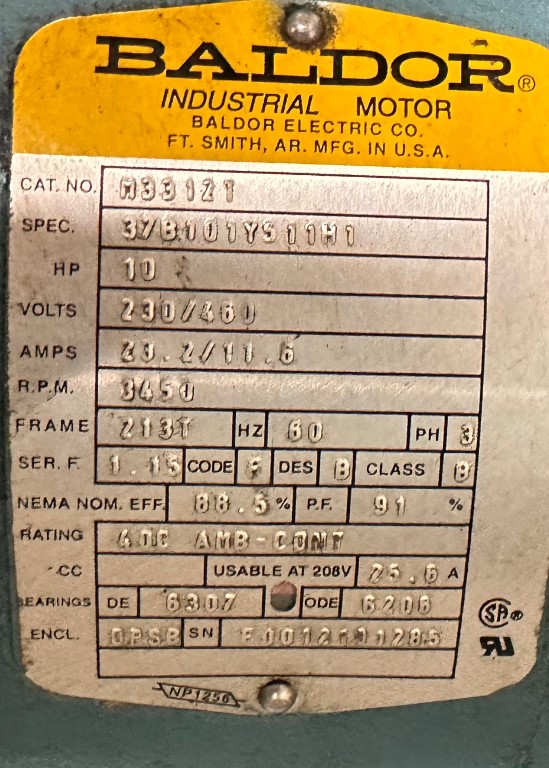 BALDOR®
INDUSTRIAL MOTOR
BALDOR ELECTRIC CO.
FT. SMITH, AR. MFG. IN U.S.A.
CAT. NO. M3312T
SPEC. 37B101Y511H1
HP 10
VOLTS 230/460
AMPS 23.2/11.6
R.P.M. 3450
FRAME 213T HZ 60 PH 3
SER. F. 1.15 CODE F DES B CLASS B
NEMA NOM. EFF. 88.5 % P.F. 91 %
RATING 40C AMB-CONT
CC USABLE AT 208V 25.6 A
BEARINGS DE 6307 ODE 6206
ENCL. OPSB SN
NP1256